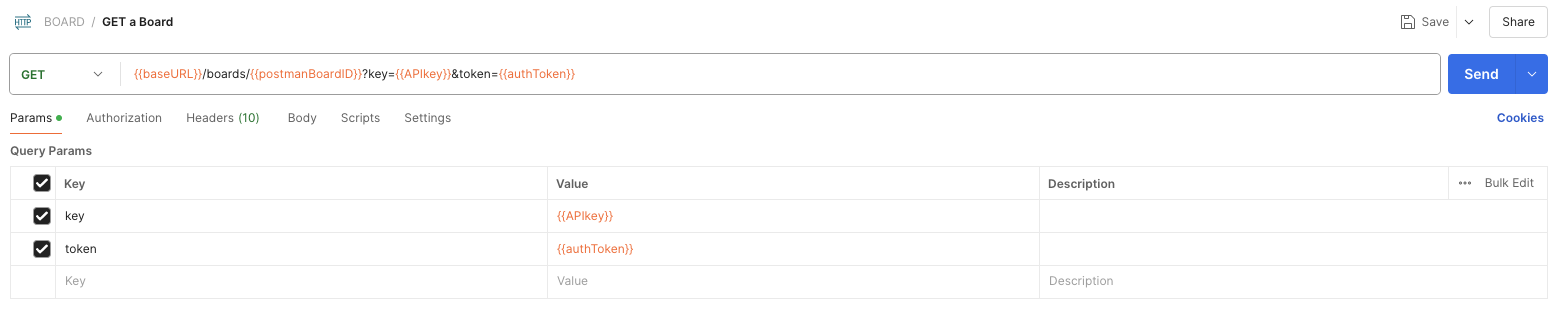 HTTP BOARD / GET a Board Save Share
GET {{baseURL}}/boards/{{postmanBoardID}}?key={{APIkey}}&token={{authToken}} Send
Params Authorization Headers (10) Body Scripts Settings Cookies
Query Params
Key Value Description ••• Bulk Edit
key {{APIkey}}
token {{authToken}}
Key Value Description